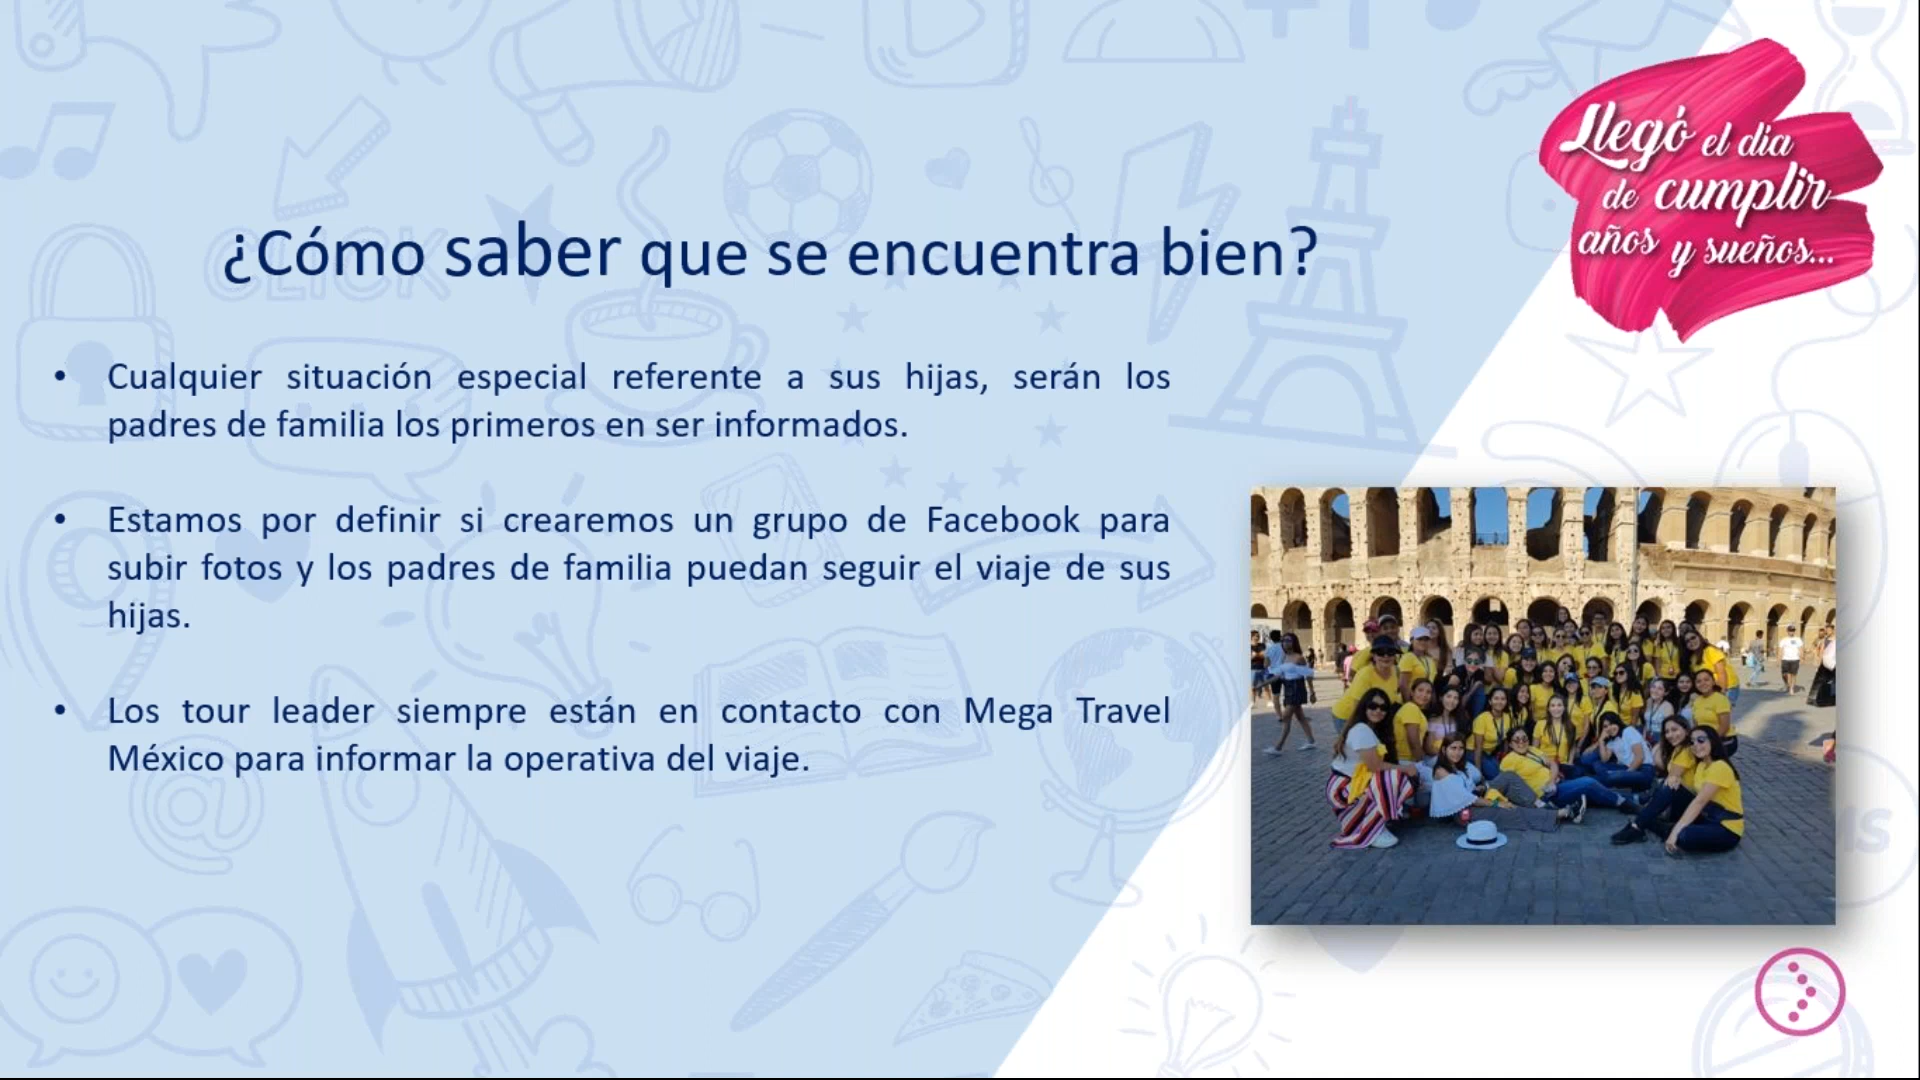 Llegó el dia
de cumplir
años y sueños...
¿Cómo saber que se encuentra bien?
• Cualquier situación especial referente a sus hijas, serán los
padres de familia los primeros en ser informados.
• Estamos por definir si crearemos un grupo de Facebook para
subir fotos y los padres de familia puedan seguir el viaje de sus
hijas.
• Los tour leader siempre están en contacto con Mega Travel
México para informar la operativa del viaje.
CLICK
@